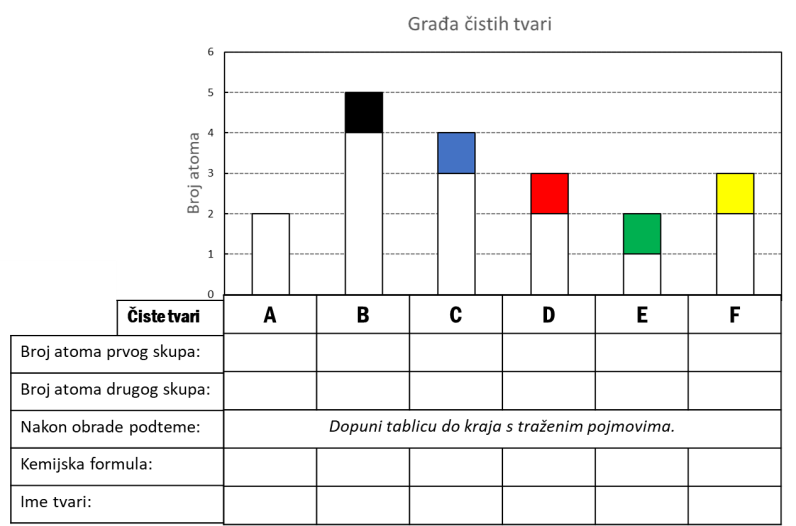 Građa čistih tvari
6
5
4
3
2
1
0
Broj atoma
Čiste tvari A B C D E F
Broj atoma prvog skupa:
Broj atoma drugog skupa:
Nakon obrade podteme: Dopuni tablicu do kraja s traženim pojmovima.
Kemijska formula:
Ime tvari: